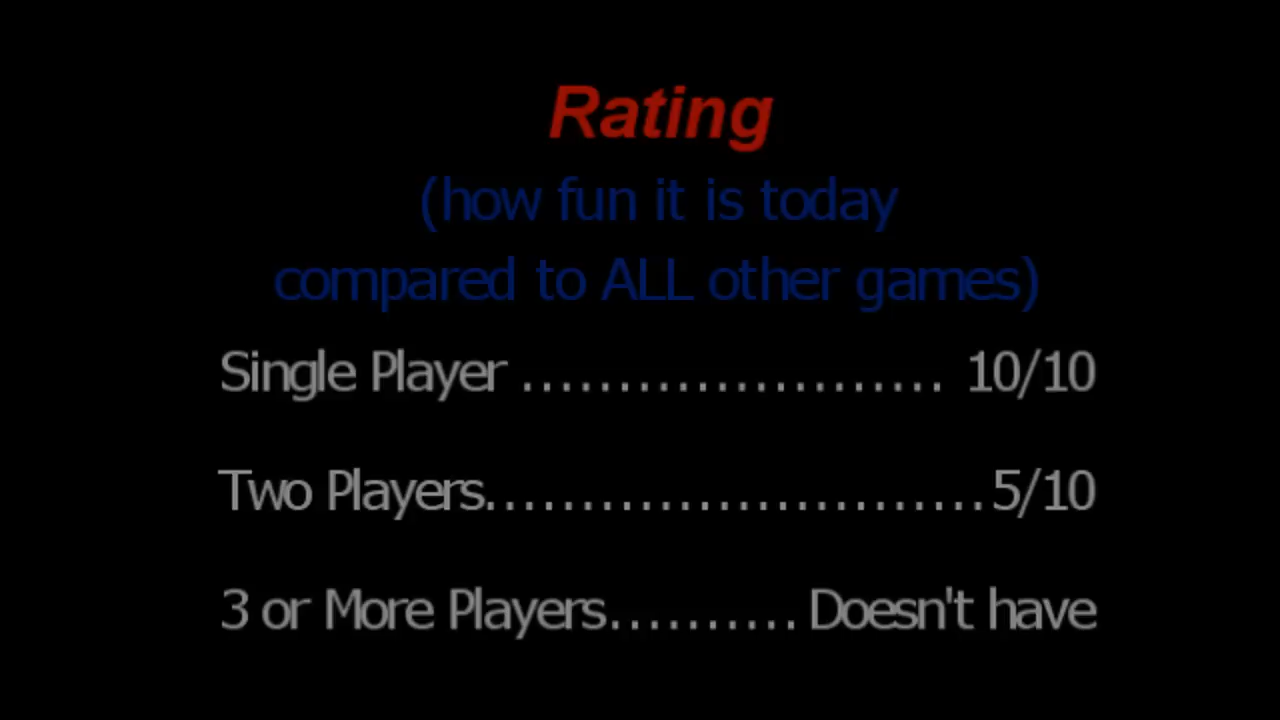 Rating
(how fun it is today
compared to ALL other games)
Single Player ...................... 10/10
Two Players..........................5/10
3 or More Players.......... Doesn't have